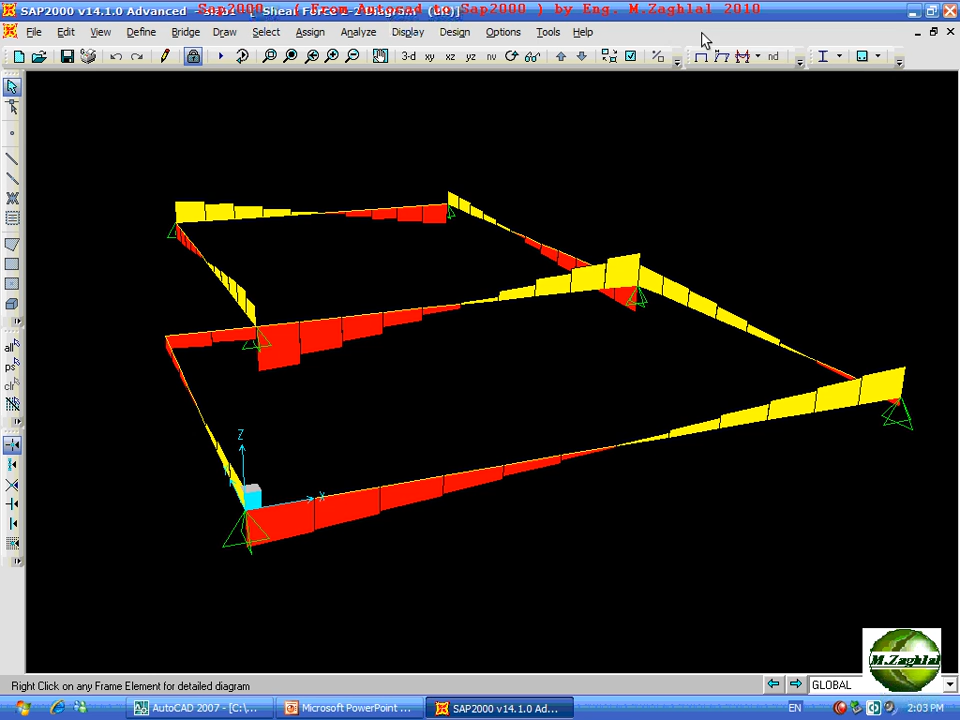 Sap2000 ( From Autocad to Sap2000 ) by Eng. M.Zaghlal 2010
SAP2000 v14.1.0 Advanced
File Edit View Define Bridge Draw Select Assign Analyze Display Design Options Tools Help
3-d xy xz yz nv nd
all
ps
clr
Z
X
M.Zaghlal
Right Click on any Frame Element for detailed diagram
GLOBAL
AutoCAD 2007 - [C:\...
Microsoft PowerPoint ...
SAP2000 v14.1.0 Ad...
EN
2:03 PM